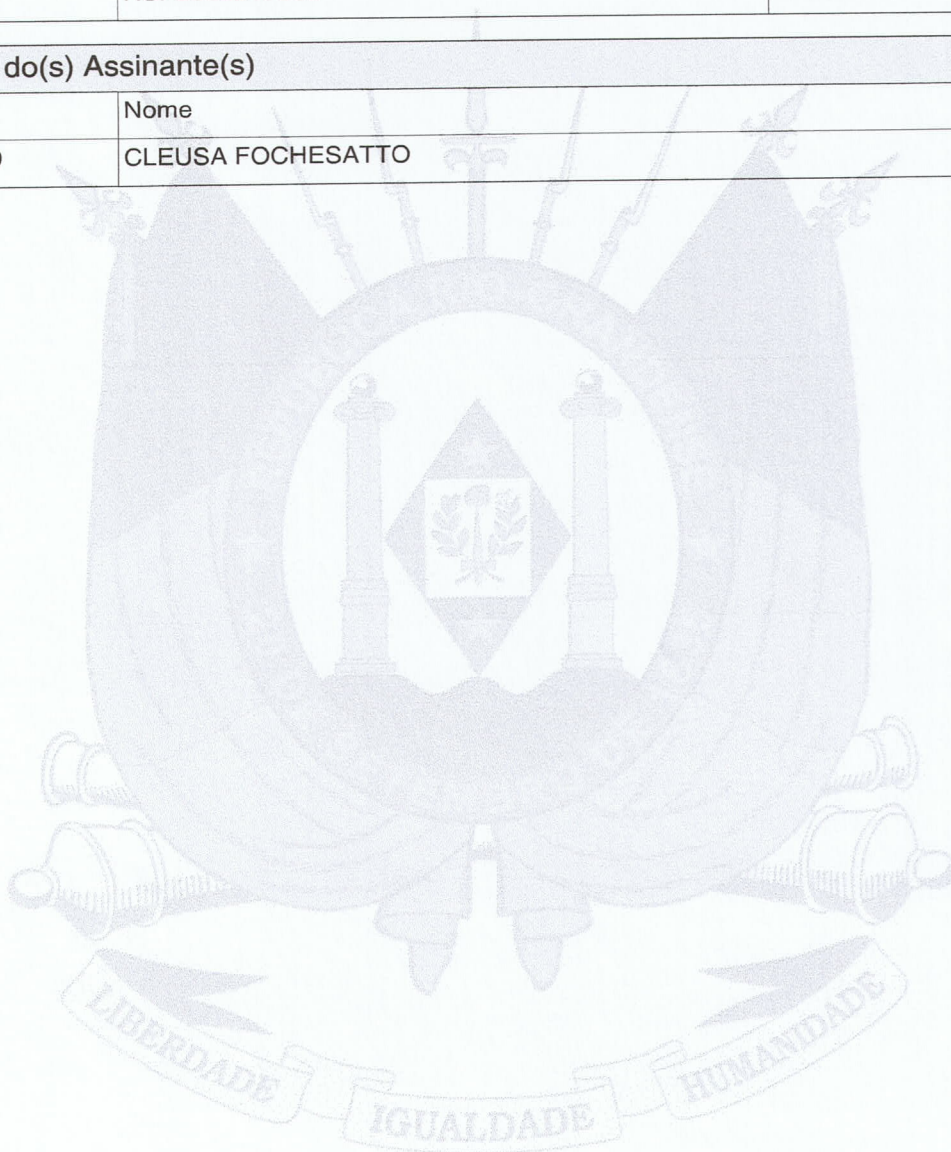 do(s) Assinante(s)
Nome
CLEUSA FOCHESATTO
LIBERDADE
IGUALDADE
HUMANIDADE